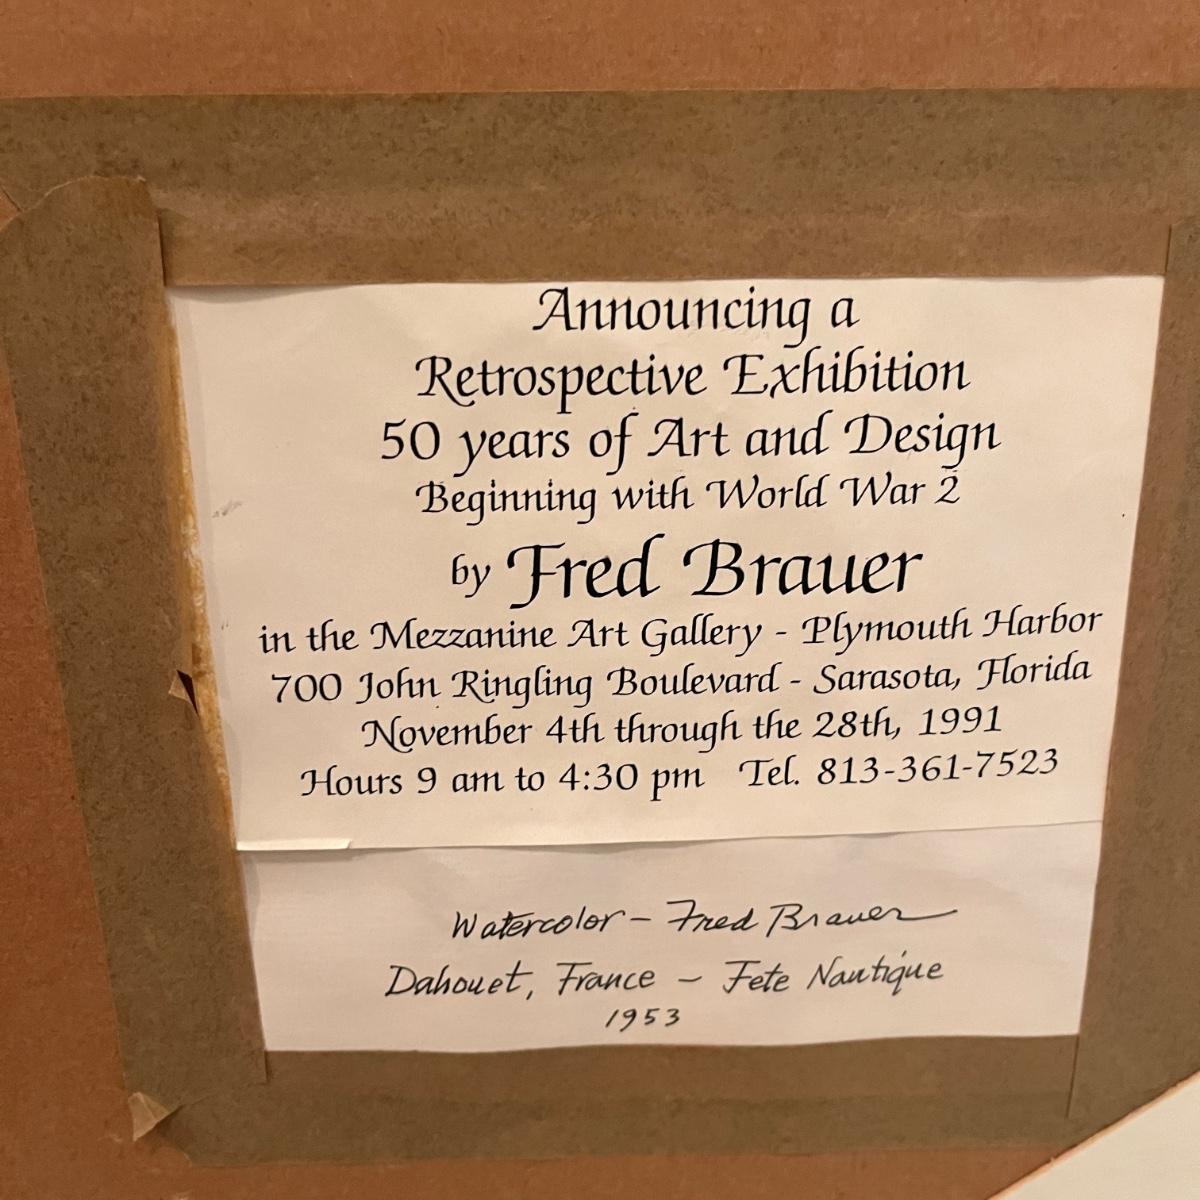 Announcing a
Retrospective Exhibition
50 years of Art and Design
Beginning with World War 2
by Fred Brauer
in the Mezzanine Art Gallery - Plymouth Harbor
700 John Ringling Boulevard - Sarasota, Florida
November 4th through the 28th, 1991
Hours 9 am to 4:30 pm Tel. 813-361-7523
Watercolor - Fred Brauer
Dahouet, France - Fete Nautique
1953